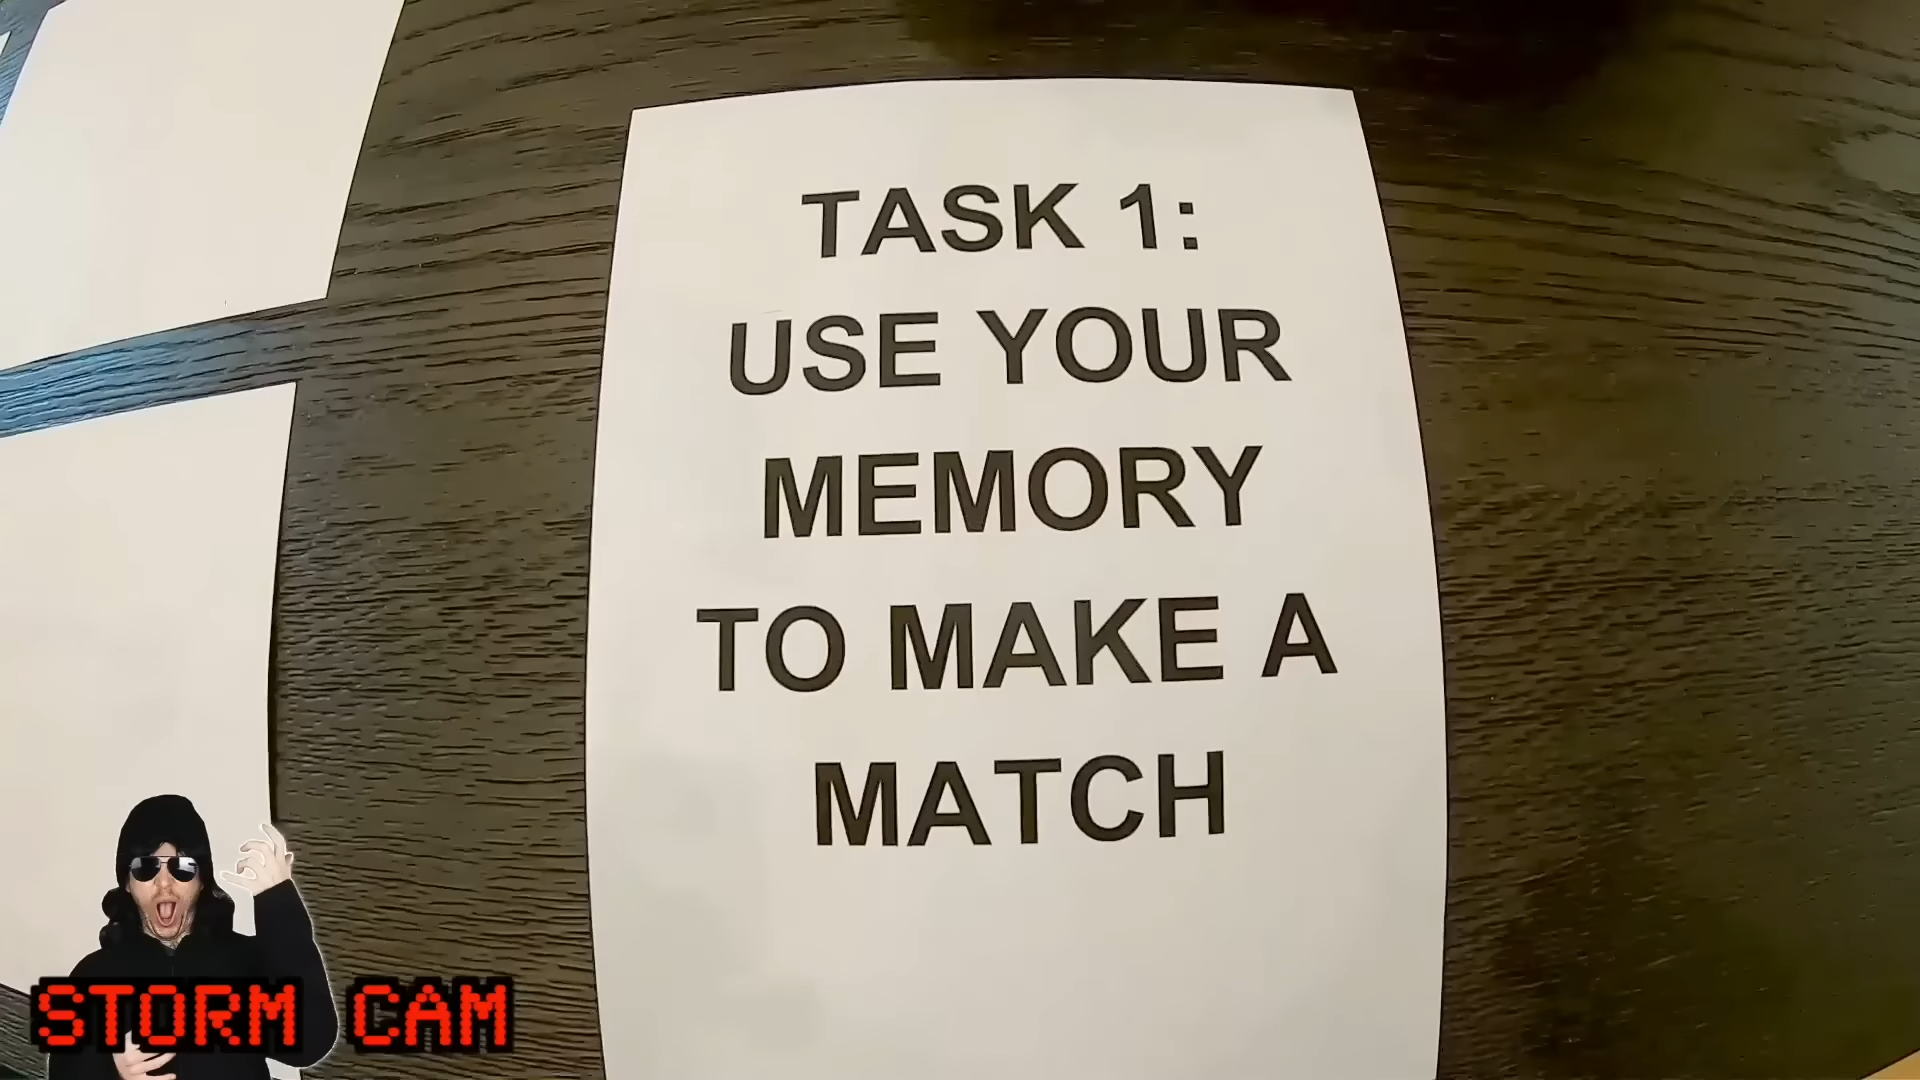 TASK 1:
USE YOUR
MEMORY
TO MAKE A
MATCH
STORM CAM